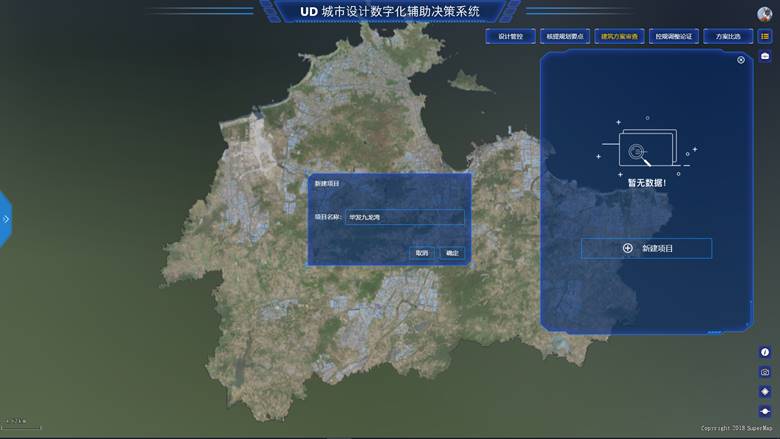 UD 城市设计数字化辅助决策系统
设计管控
核提规划要点
建筑方案审查
控规调整论证
方案比选
暂无数据!
新建项目
新建项目
项目名称:
华发九龙湾
取消
确定
Copyright 2018 SuperMap